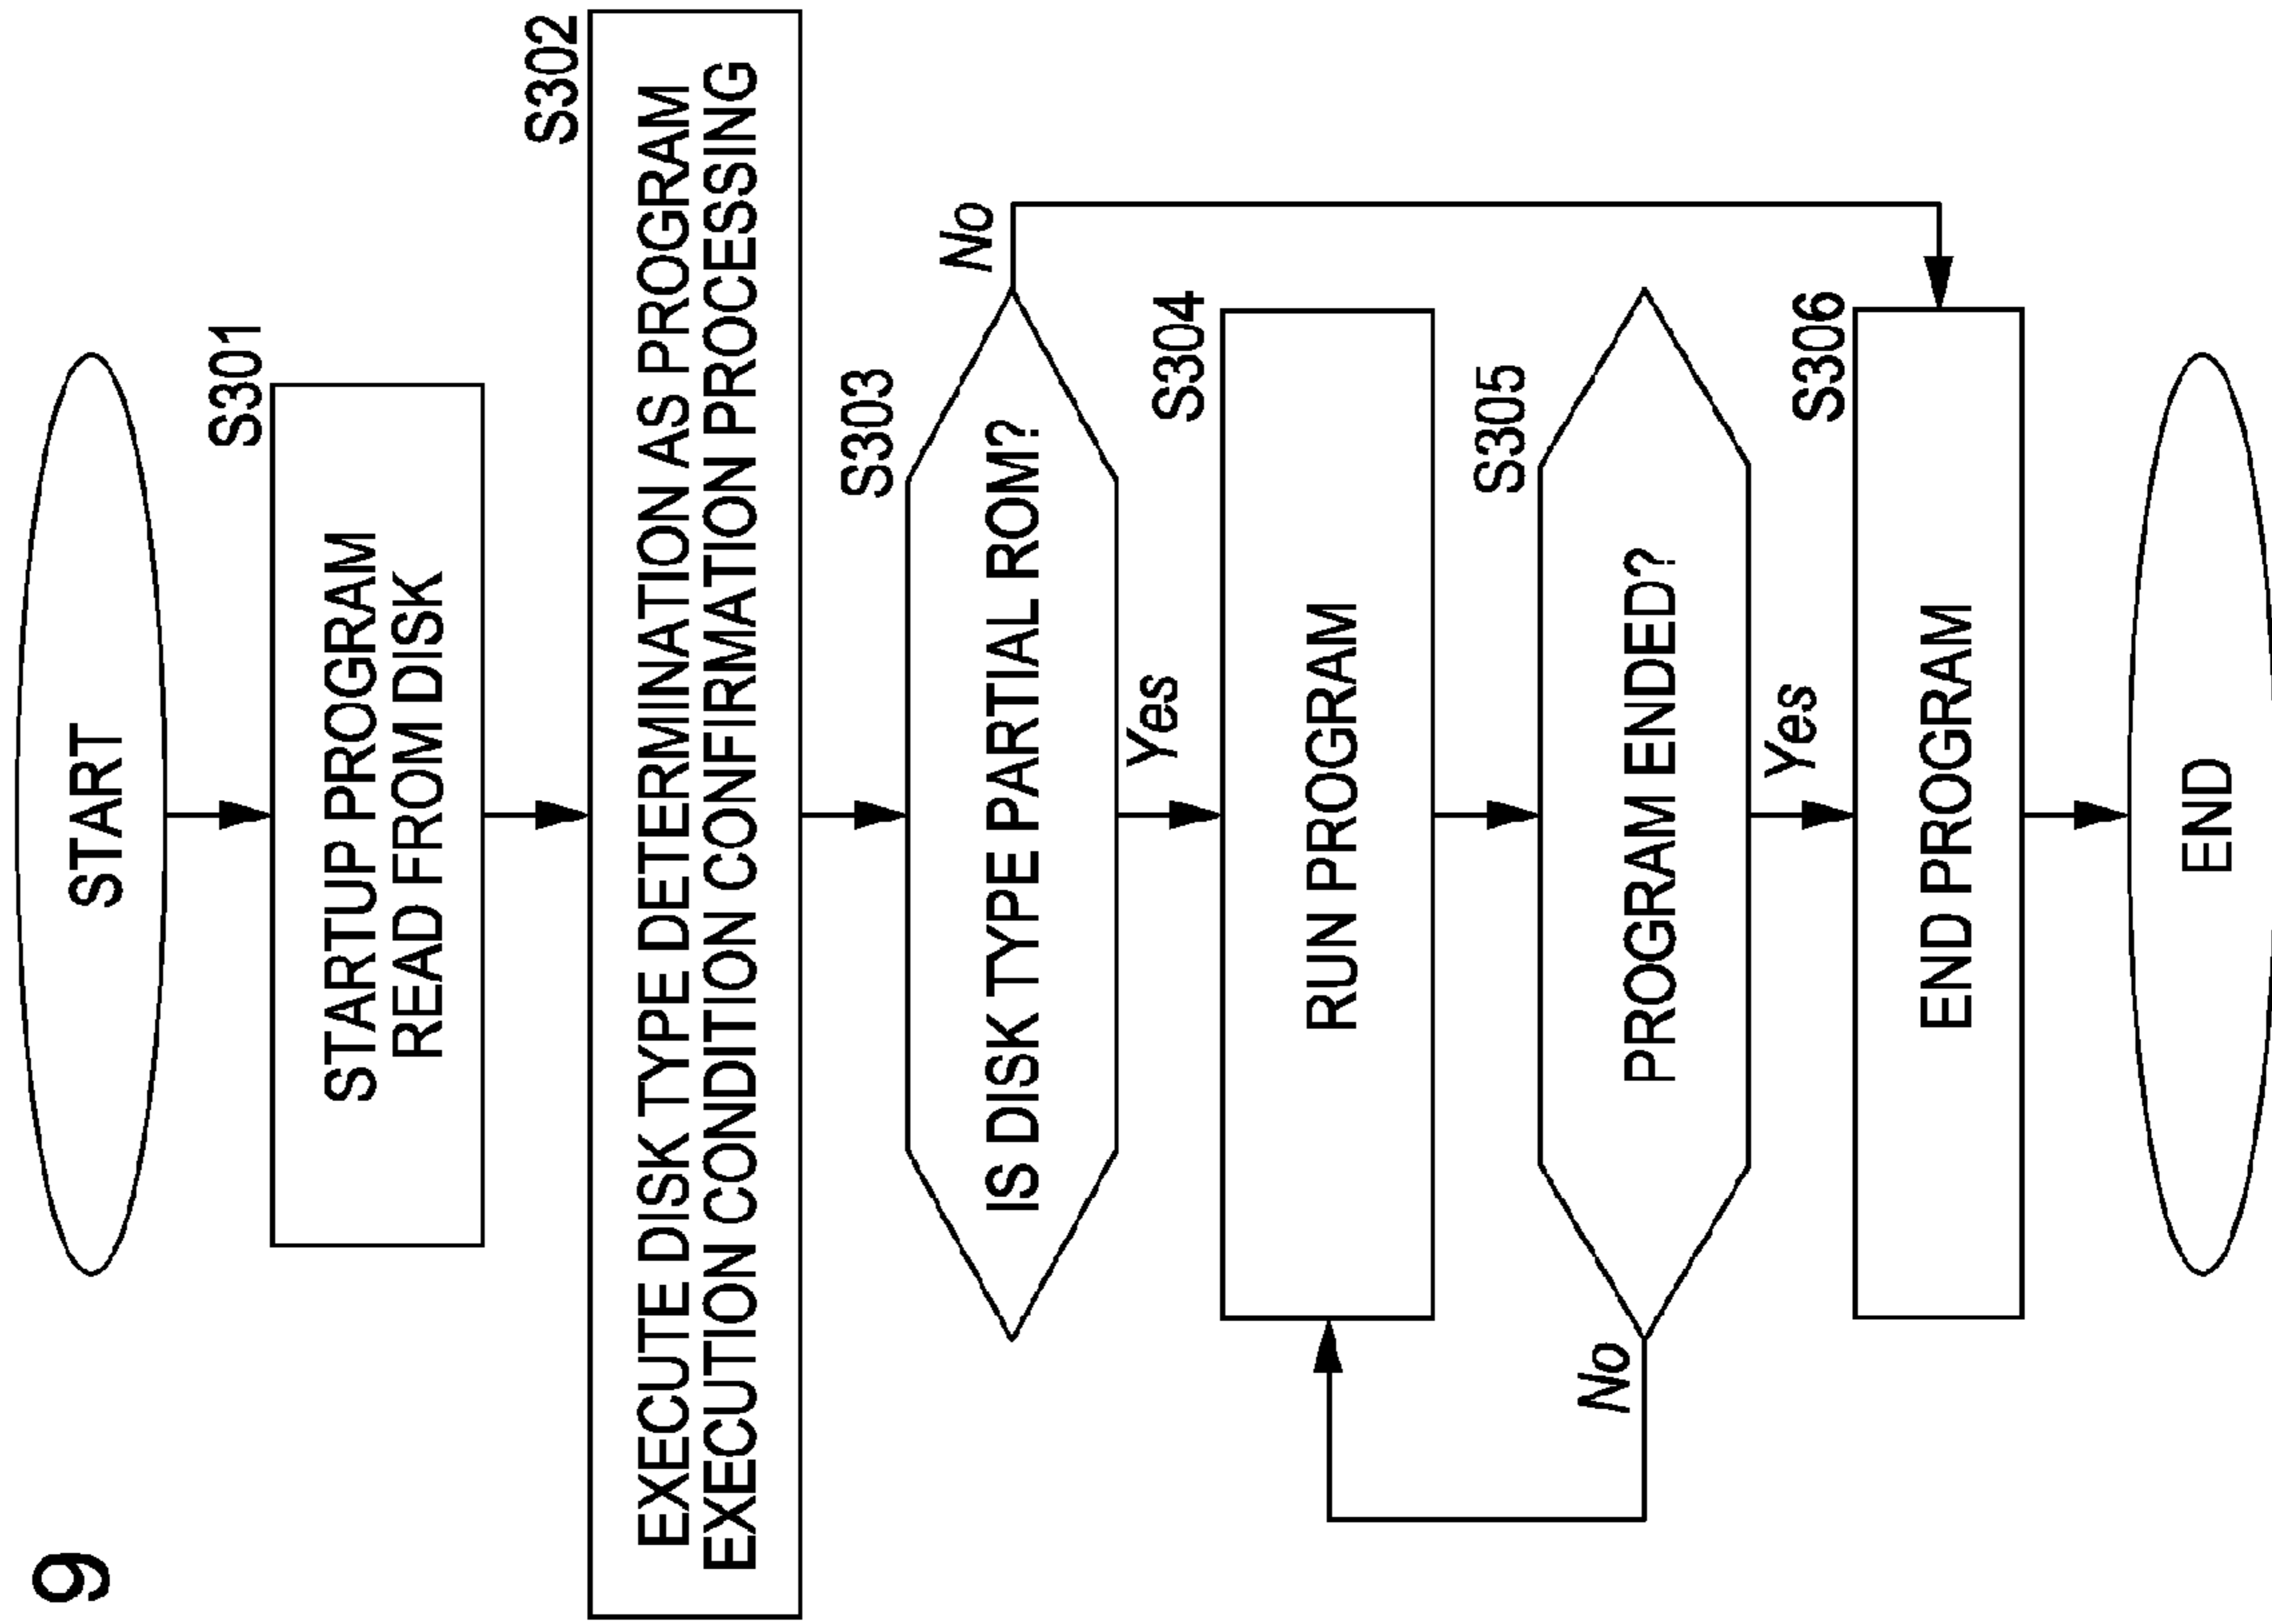 9
START
S301
STARTUP PROGRAM
READ FROM DISK
S302
EXECUTE DISK TYPE DETERMINATION AS PROGRAM
EXECUTION CONDITION CONFIRMATION PROCESSING
S303
IS DISK TYPE PARTIAL ROM?
No
Yes
S304
RUN PROGRAM
S305
PROGRAM ENDED?
No
Yes
S306
END PROGRAM
END